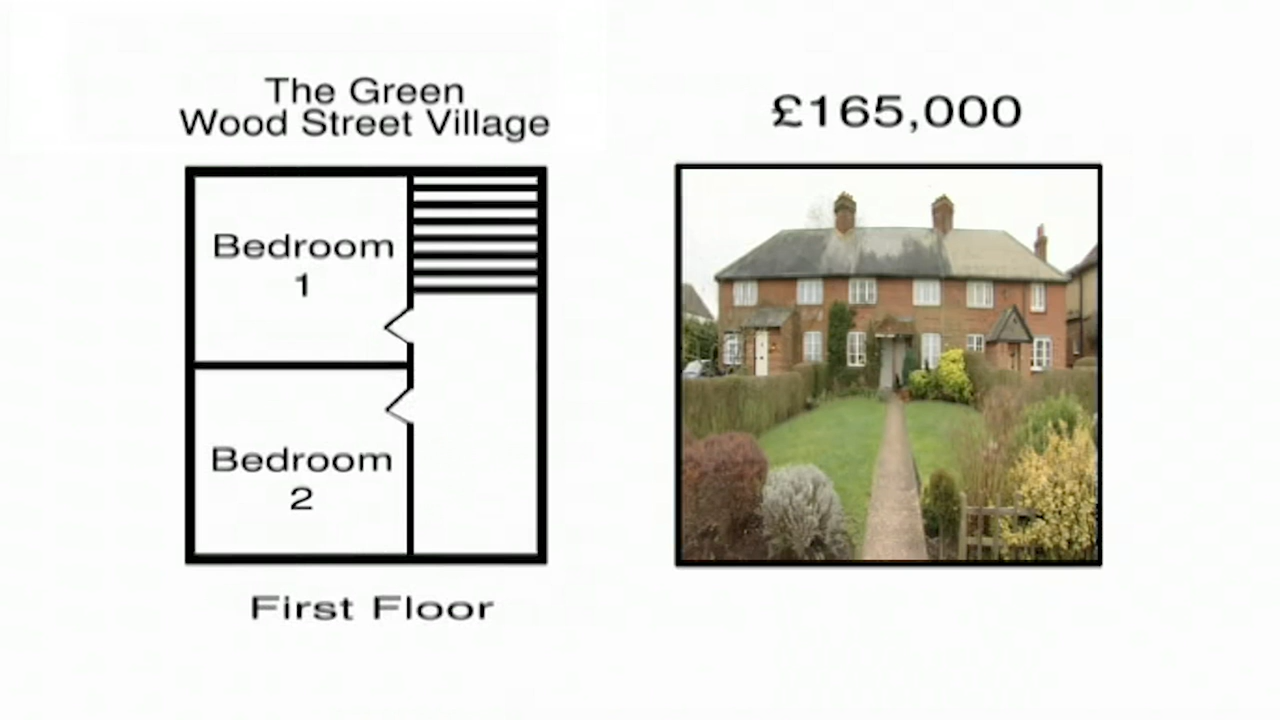 The Green
Wood Street Village
£165,000
Bedroom
1
Bedroom
2
First Floor